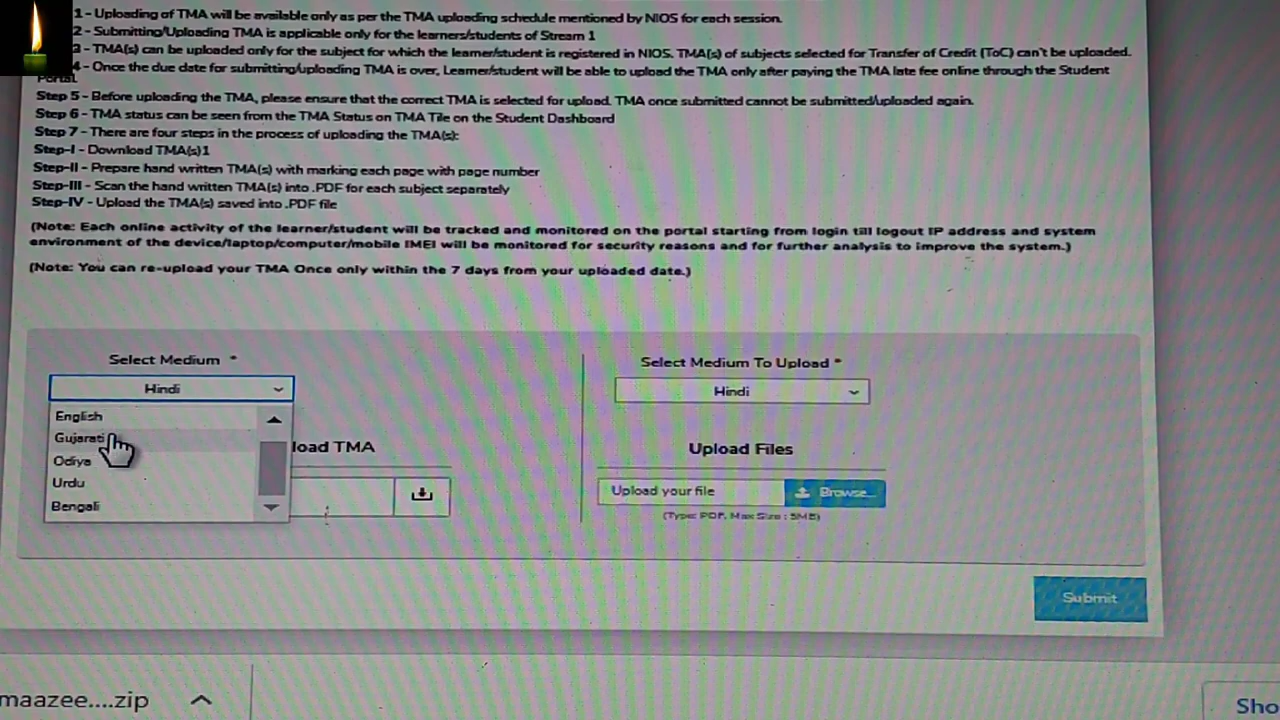 1 - Uploading of TMA will be available only as per the TMA uploading schedule mentioned by NIOS for each session.
2 - Submitting/Uploading TMA is applicable only for the learners/students of Stream 1
3 - TMA(s) can be uploaded only for the subject for which the learner/student is registered in NIOS. TMA(s) of subjects selected for Transfer of Credit (ToC) can't be uploaded.
4 - Once the due date for submitting/uploading TMA is over, Learner/student will be able to upload the TMA only after paying the TMA late fee online through the Student
Portal.
Step 5 - Before uploading the TMA, please ensure that the correct TMA is selected for upload. TMA once submitted cannot be submitted/uploaded again.
Step 6 - TMA status can be seen from the TMA Status on TMA Tile on the Student Dashboard
Step 7 - There are four steps in the process of uploading the TMA(s):
Step-I - Download TMA(s)1
Step-II - Prepare hand written TMA(s) with marking each page with page number
Step-III - Scan the hand written TMA(s) into .PDF for each subject separately
Step-IV - Upload the TMA(s) saved into .PDF file
(Note: Each online activity of the learner/student will be tracked and monitored on the portal starting from login till logout IP address and system
environment of the device/laptop/computer/mobile IMEI will be monitored for security reasons and for further analysis to improve the system.)
(Note: You can re-upload your TMA Once only within the 7 days from your uploaded date.)
Select Medium *
Hindi
English
Gujarati
Odiya
Urdu
Bengali
load TMA
Select Medium To Upload *
Hindi
Upload Files
Upload your file
Browse...
(Type: PDF, Max Size : 5MB)
Submit
maazee....zip
Sho